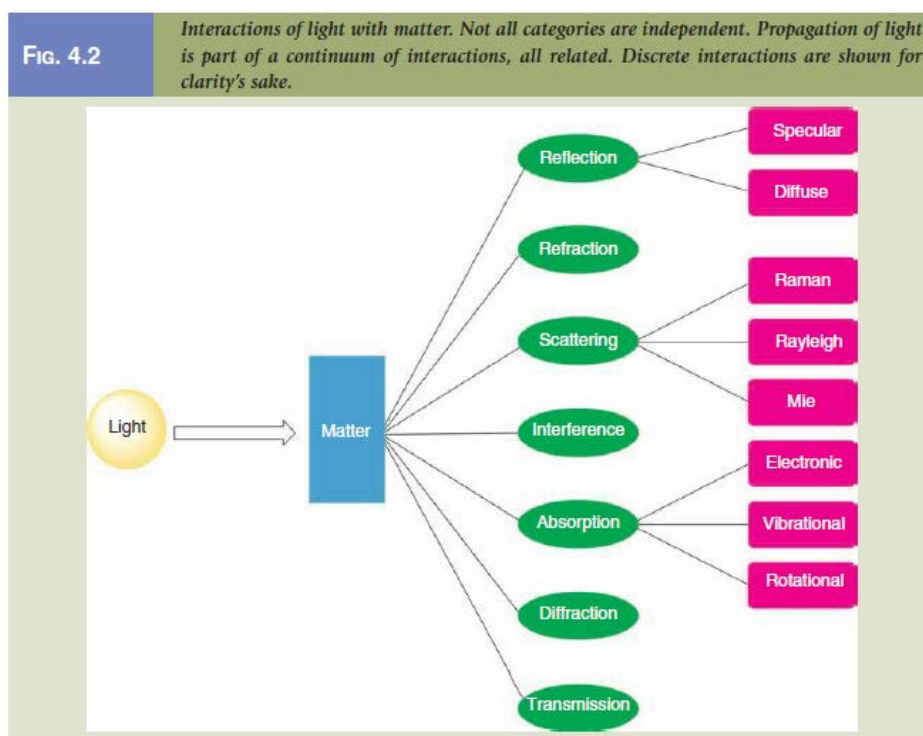 FIG. 4.2
Interactions of light with matter. Not all categories are independent. Propagation of light
is part of a continuum of interactions, all related. Discrete interactions are shown for
clarity's sake.
Specular
Reflection
Diffuse
Refraction
Raman
Scattering
Rayleigh
Mie
Light
Matter
Interference
Electronic
Absorption
Vibrational
Rotational
Diffraction
Transmission